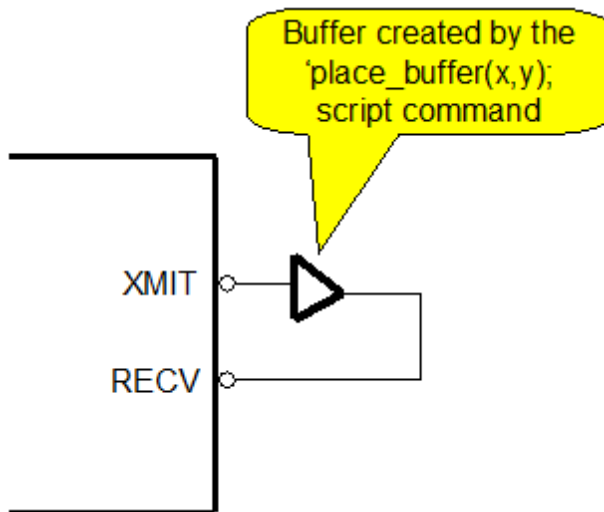 Buffer created by the
‘place_buffer(x,y);
script command
XMIT
RECV